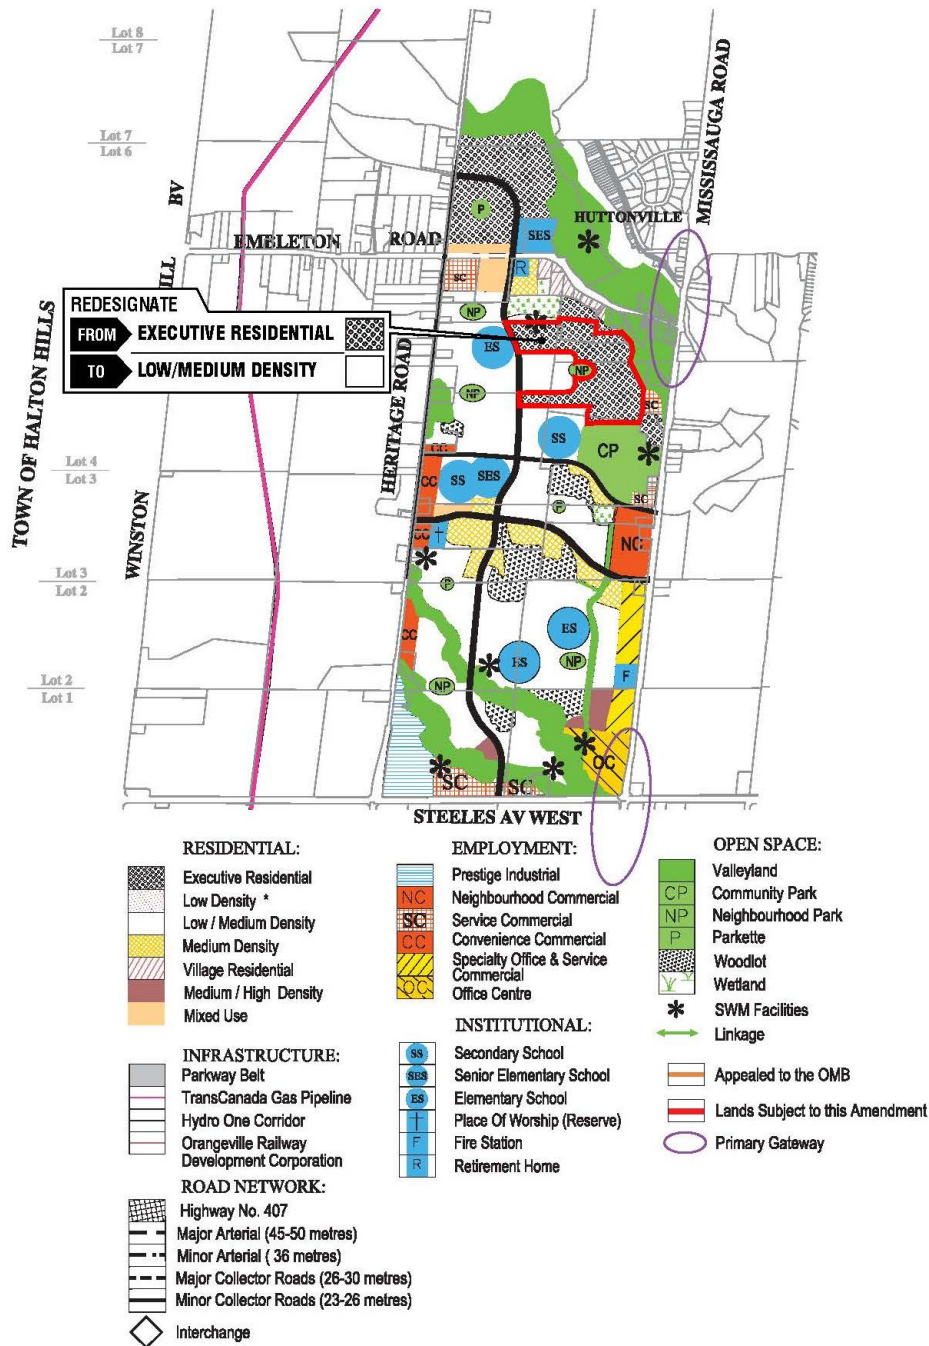 Lot 8
Lot 7
MISSISSAUGA ROAD
Lot 7
Lot 6
BV
P
HUTTONVILLE
SES
EMBLETON
ROAD
SC
R
REDESIGNATE
FROM EXECUTIVE RESIDENTIAL
TO LOW/MEDIUM DENSITY
HILL
NP
ES
NP
NP
TOWN OF HALTON HILLS
HERITAGE ROAD
SC
SS
CP
CC
Lot 4
Lot 3
CC
SS
SES
SC
P
WINSTON
CC
NC
Lot 3
Lot 2
P
ES
CC
ES
NP
F
Lot 2
Lot 1
NP
OC
SC
SC
STEELES AV WEST
RESIDENTIAL:
Executive Residential
Low Density *
Low / Medium Density
Medium Density
Village Residential
Medium / High Density
Mixed Use
INFRASTRUCTURE:
Parkway Belt
TransCanada Gas Pipeline
Hydro One Corridor
Orangeville Railway
Development Corporation
ROAD NETWORK:
Highway No. 407
Major Arterial (45-50 metres)
Minor Arterial ( 36 metres)
Major Collector Roads (26-30 metres)
Minor Collector Roads (23-26 metres)
Interchange
EMPLOYMENT:
Prestige Industrial
NC Neighbourhood Commercial
SC Service Commercial
CC Convenience Commercial
Specialty Office & Service
Commercial
OC Office Centre
INSTITUTIONAL:
SS Secondary School
SES Senior Elementary School
ES Elementary School
Place Of Worship (Reserve)
F Fire Station
R Retirement Home
OPEN SPACE:
Valleyland
CP Community Park
NP Neighbourhood Park
P Parkette
Woodlot
Wetland
SWM Facilities
Linkage
Appealed to the OMB
Lands Subject to this Amendment
Primary Gateway